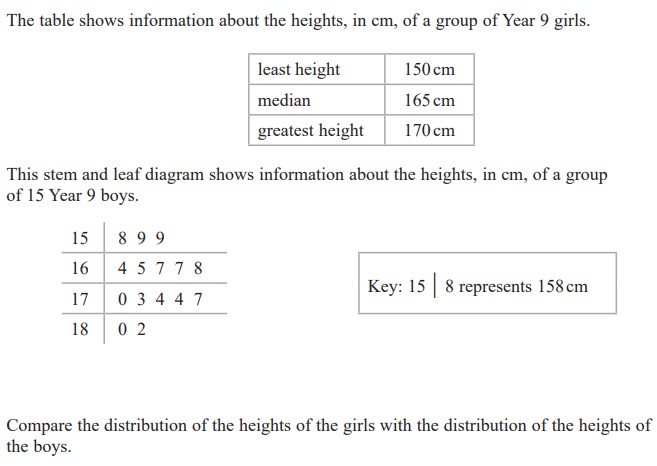 The table shows information about the heights, in cm, of a group of Year 9 girls.
least height 150 cm
median 165 cm
greatest height 170 cm
This stem and leaf diagram shows information about the heights, in cm, of a group
of 15 Year 9 boys.
15 | 8 9 9
16 | 4 5 7 7 8
17 | 0 3 4 4 7
18 | 0 2
Key: 15 | 8 represents 158 cm
Compare the distribution of the heights of the girls with the distribution of the heights of
the boys.